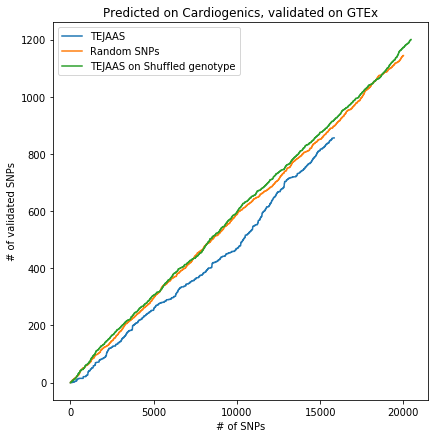 Predicted on Cardiogenics, validated on GTEx
TEJAAS
Random SNPs
TEJAAS on Shuffled genotype
# of validated SNPs
1200
1000
800
600
400
200
0
0 5000 10000 15000 20000
# of SNPs